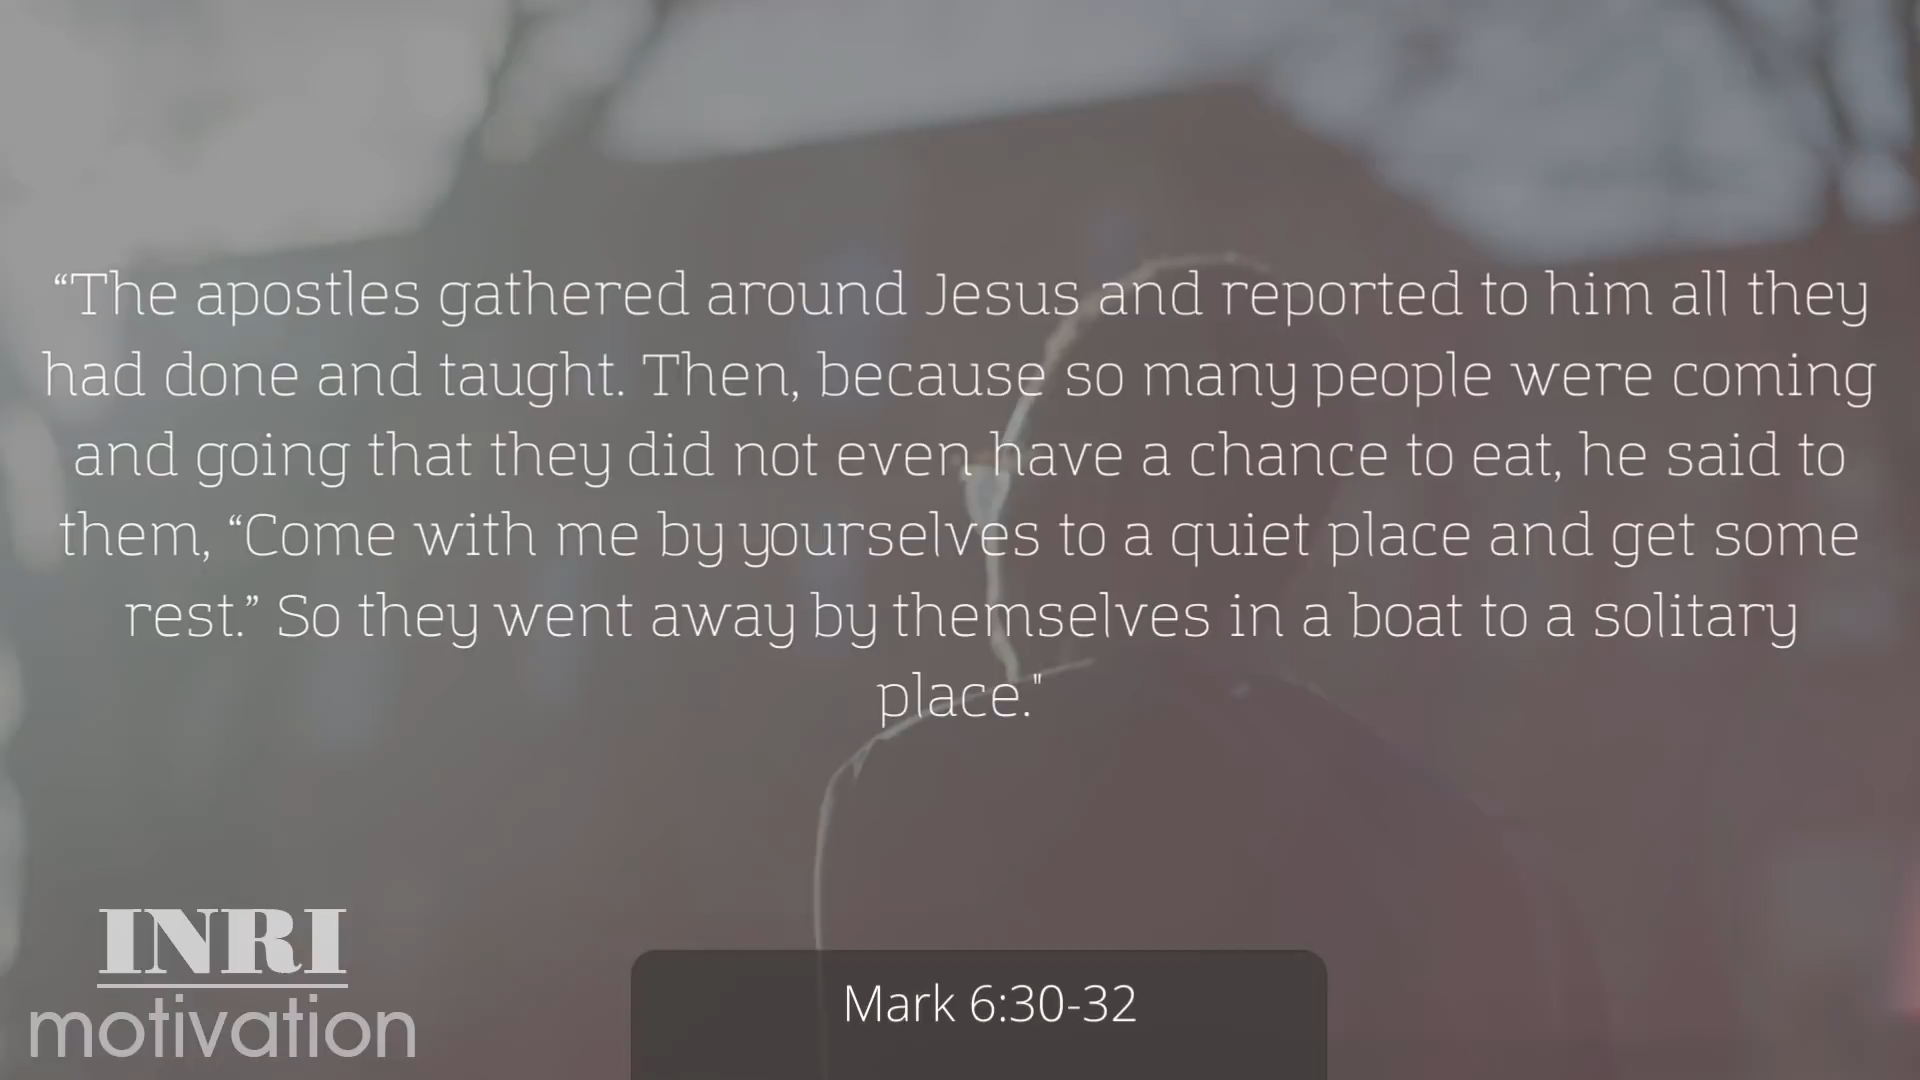 “The apostles gathered around Jesus and reported to him all they
had done and taught. Then, because so many people were coming
and going that they did not even have a chance to eat, he said to
them, “Come with me by yourselves to a quiet place and get some
rest.” So they went away by themselves in a boat to a solitary
place."
INRI
motivation
Mark 6:30-32